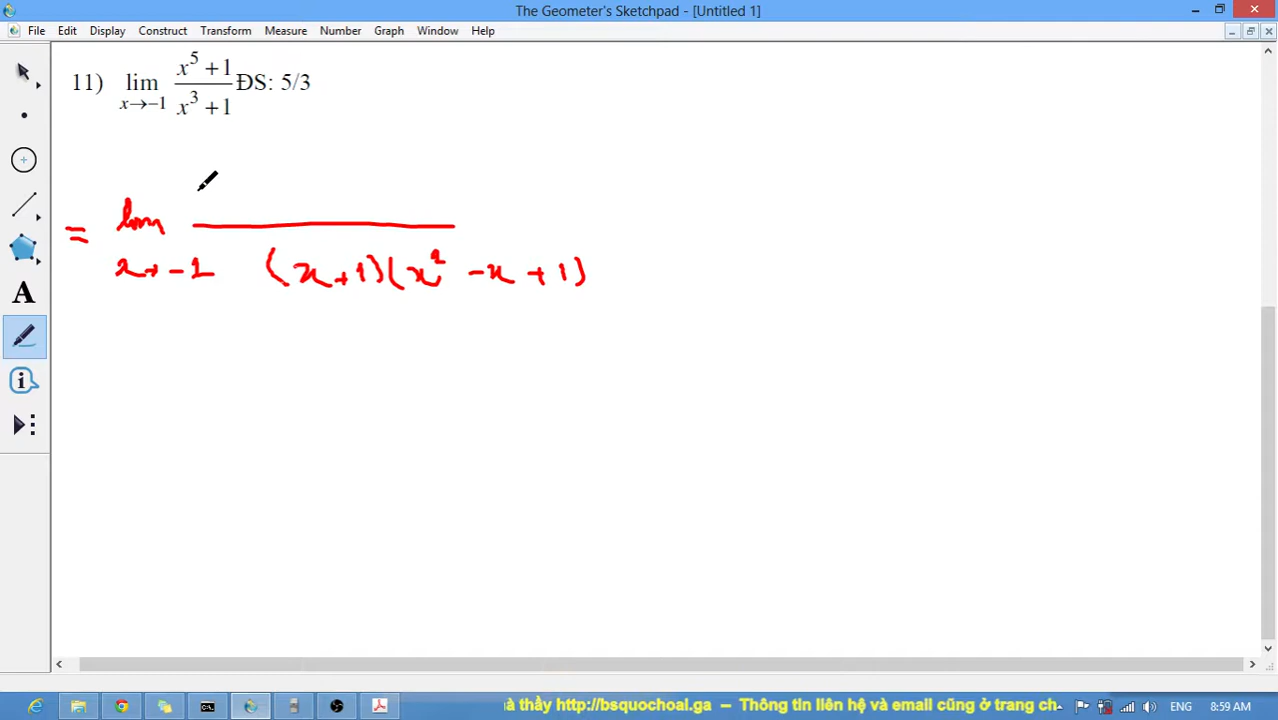 The Geometer's Sketchpad - [Untitled 1]
File Edit Display Construct Transform Measure Number Graph Window Help
11) lim x→−1 (x^5 + 1)/(x^3 + 1) ĐS: 5/3
= lim
x → -1 (x+1)(x² - x + 1)
A
i
nà thầy http://bsquochoai.ga – Thông tin liên hệ và email cũng ở trang ch
ENG 8:59 AM